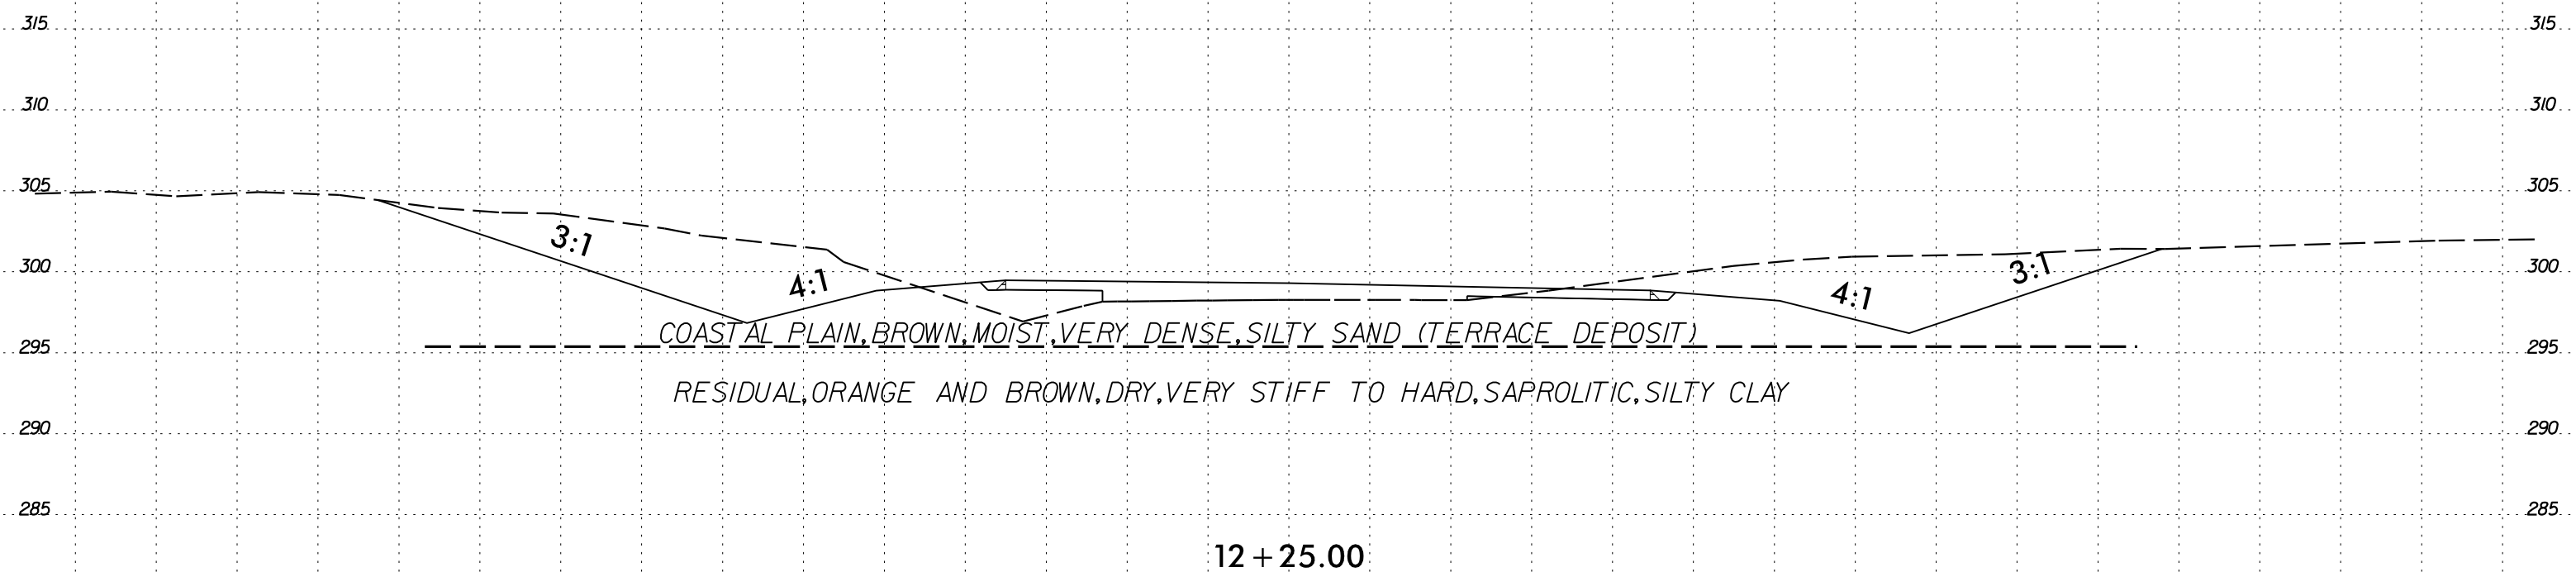 315 315
310 310
305 305
3:1 3:1
300 4:1 4:1 300
COASTAL PLAIN, BROWN, MOIST, VERY DENSE, SILTY SAND (TERRACE DEPOSIT)
295 295
RESIDUAL, ORANGE AND BROWN, DRY, VERY STIFF TO HARD, SAPROLITIC, SILTY CLAY
290 290
285 285
12+25.00